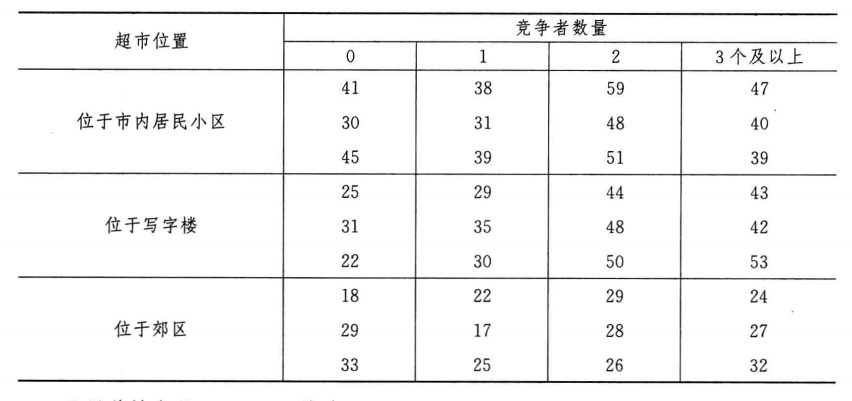 超市位置 竞争者数量
0 1 2 3个及以上
41 38 59 47
位于市内居民小区 30 31 48 40
45 39 51 39
25 29 44 43
位于写字楼 31 35 48 42
22 30 50 53
18 22 29 24
位于郊区 29 17 28 27
33 25 26 32